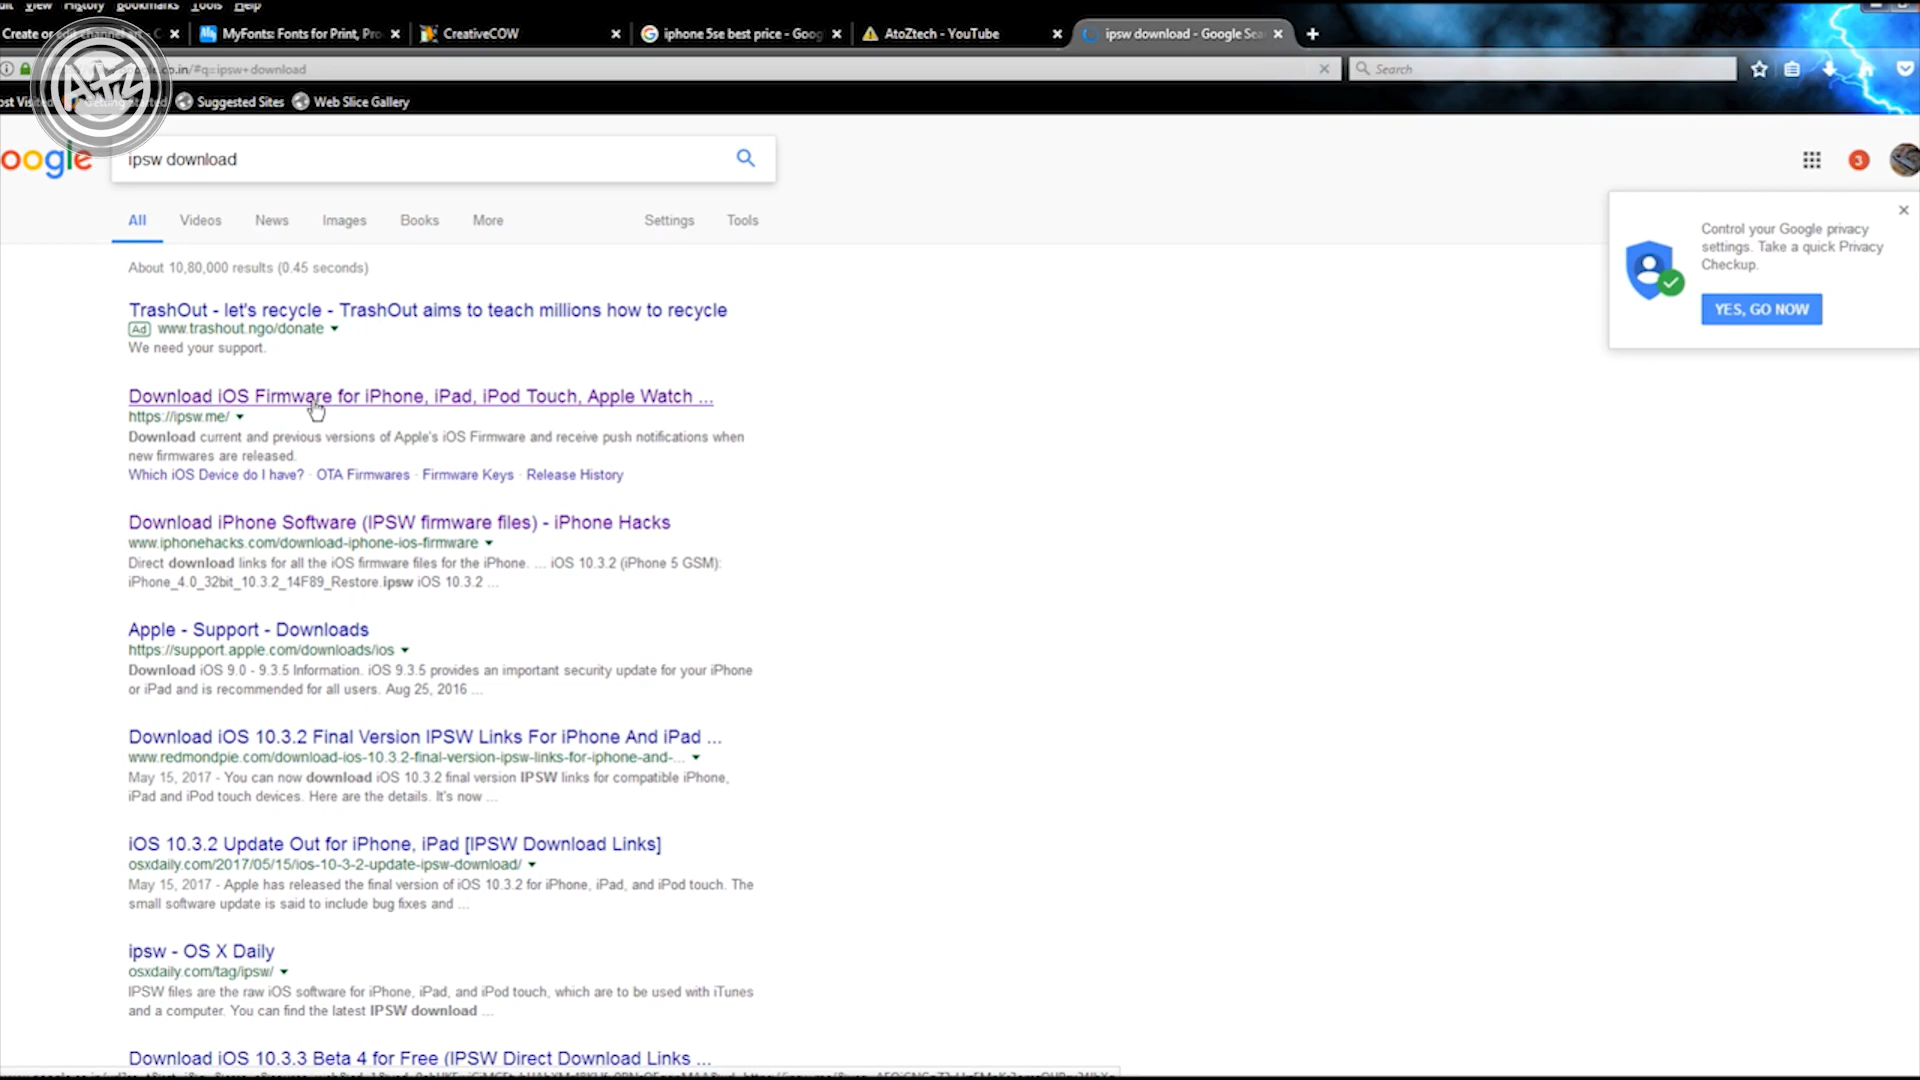 View History Bookmarks Tools Help
Create or edit channel art - C
MyFonts: Fonts for Print, Pro
CreativeCOW
iphone 5se best price - Goog
AtoZtech - YouTube
ipsw download - Google Sea
.co.in/#q=ipsw+download
Search
ost Visited
Getting Started
Suggested Sites
Web Slice Gallery
AtoZ
oogle
ipsw download
3
All
Videos
News
Images
Books
More
Settings
Tools
Control your Google privacy
settings. Take a quick Privacy
Checkup.
YES, GO NOW
About 10,80,000 results (0.45 seconds)
TrashOut - let's recycle - TrashOut aims to teach millions how to recycle
Ad www.trashout.ngo/donate
We need your support.
Download iOS Firmware for iPhone, iPad, iPod Touch, Apple Watch ...
https://ipsw.me/
Download current and previous versions of Apple's iOS Firmware and receive push notifications when
new firmwares are released.
Which iOS Device do I have? · OTA Firmwares · Firmware Keys · Release History
Download iPhone Software (IPSW firmware files) - iPhone Hacks
www.iphonehacks.com/download-iphone-ios-firmware
Direct download links for all the iOS firmware files for the iPhone. ... iOS 10.3.2 (iPhone 5 GSM):
iPhone_4.0_32bit_10.3.2_14F89_Restore.ipsw iOS 10.3.2 ...
Apple - Support - Downloads
https://support.apple.com/downloads/ios
Download iOS 9.0 - 9.3.5 Information. iOS 9.3.5 provides an important security update for your iPhone
or iPad and is recommended for all users. Aug 25, 2016 ...
Download iOS 10.3.2 Final Version IPSW Links For iPhone And iPad ...
www.redmondpie.com/download-ios-10.3.2-final-version-ipsw-links-for-iphone-and-...
May 15, 2017 - You can now download iOS 10.3.2 final version IPSW links for compatible iPhone,
iPad and iPod touch devices. Here are the details. It's now ...
iOS 10.3.2 Update Out for iPhone, iPad [IPSW Download Links]
osxdaily.com/2017/05/15/ios-10-3-2-update-ipsw-download/
May 15, 2017 - Apple has released the final version of iOS 10.3.2 for iPhone, iPad, and iPod touch. The
small software update is said to include bug fixes and ...
ipsw - OS X Daily
osxdaily.com/tag/ipsw/
IPSW files are the raw iOS software for iPhone, iPad, and iPod touch, which are to be used with iTunes
and a computer. You can find the latest IPSW download ...
Download iOS 10.3.3 Beta 4 for Free (IPSW Direct Download Links ...